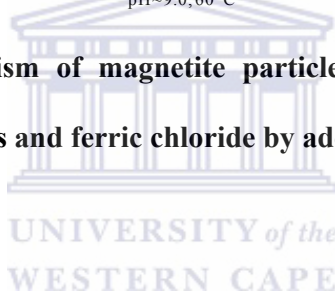 pH~9.0,60 °C
ism of magnetite particle
s and ferric chloride by ad
UNIVERSITY of the
WESTERN CAPE